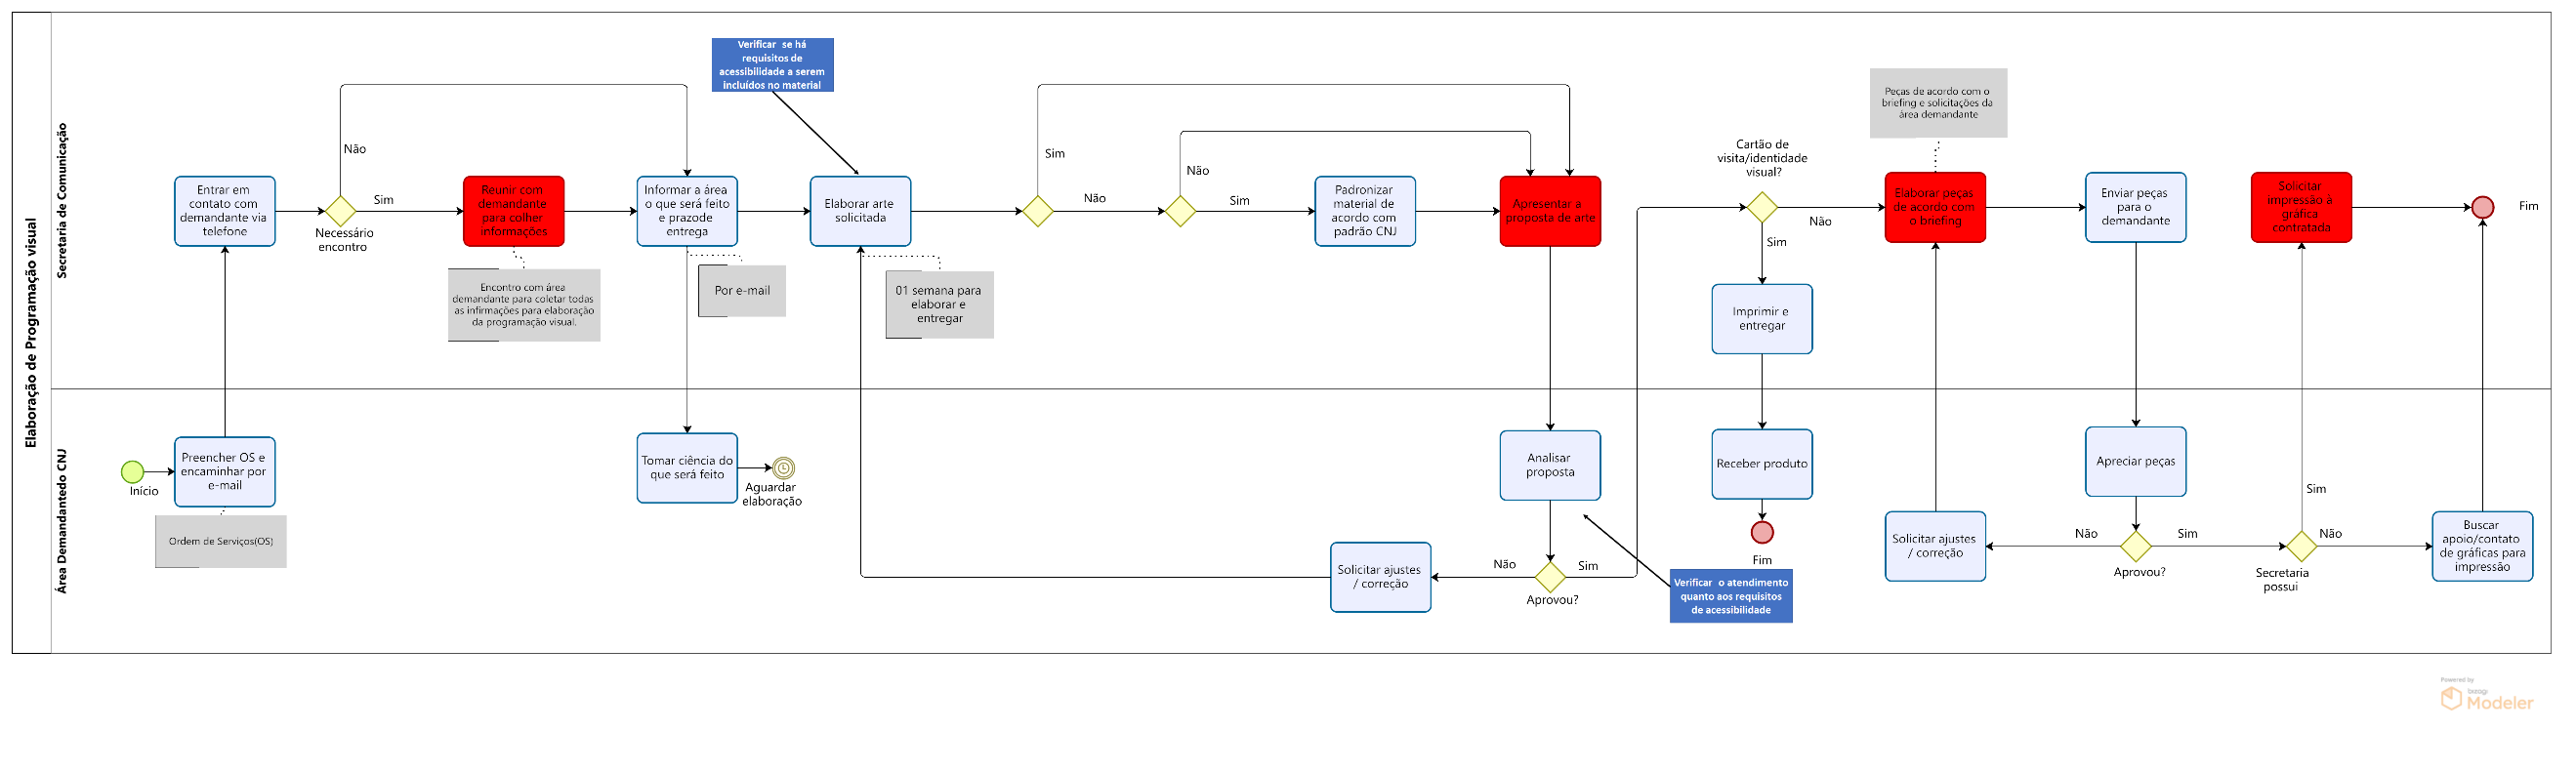 Elaboração de Programação visual
Secretaria de Comunicação
Verificar se há
requisitos de
acessibilidade a serem
incluídos no material
Peças de acordo com o
briefing e solicitações da
área demandante
Não
Sim
Não
Cartão de
visita/identidade
visual?
Entrar em
contato com
demandante via
telefone
Necessário
encontro
Sim
Reunir com
demandante
para colher
informações
Informar a área
o que será feito
e prazode
entrega
Elaborar arte
solicitada
Não
Sim
Padronizar
material de
acordo com
padrão CNJ
Apresentar a
proposta de arte
Não
Sim
Elaborar peças
de acordo com
o briefing
Enviar peças
para o
demandante
Solicitar
impressão à
gráfica
contratada
Fim
Encontro com área
demandante para coletar todas
as infirmações para elaboração
da programação visual.
Por e-mail
01 semana para
elaborar e
entregar
Imprimir e
entregar
Área Demandantedo CNJ
Início
Preencher OS e
encaminhar por
e-mail
Ordem de Serviços(OS)
Tomar ciência do
que será feito
Aguardar
elaboração
Analisar
proposta
Receber produto
Fim
Apreciar peças
Solicitar ajustes
/ correção
Não
Sim
Aprovou?
Verificar o atendimento
quanto aos requisitos
de acessibilidade
Solicitar ajustes
/ correção
Não
Sim
Aprovou?
Sim
Não
Secretaria
possui
Buscar
apoio/contato
de gráficas para
impressão
Powered by
bizagi
Modeler